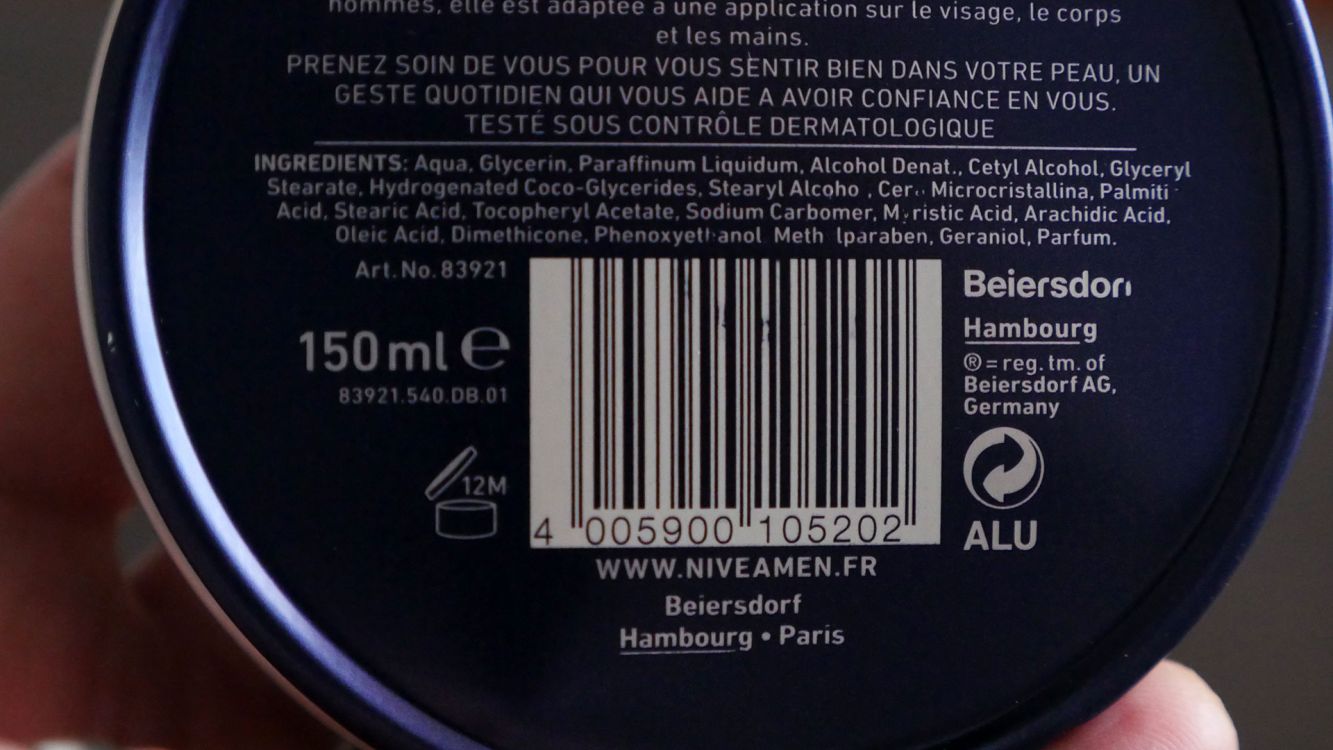 hommes, elle est adaptée à une application sur le visage, le corps
et les mains.
PRENEZ SOIN DE VOUS POUR VOUS SENTIR BIEN DANS VOTRE PEAU, UN
GESTE QUOTIDIEN QUI VOUS AIDE A AVOIR CONFIANCE EN VOUS.
TESTÉ SOUS CONTRÔLE DERMATOLOGIQUE
INGREDIENTS: Aqua, Glycerin, Paraffinum Liquidum, Alcohol Denat., Cetyl Alcohol, Glyceryl
Stearate, Hydrogenated Coco-Glycerides, Stearyl Alcoho , Cer. Microcristallina, Palmiti
Acid, Stearic Acid, Tocopheryl Acetate, Sodium Carbomer, M ristic Acid, Arachidic Acid,
Oleic Acid, Dimethicone, Phenoxyet anol Meth lparaben, Geraniol, Parfum.
Art. No. 83921
150 ml e
83921.540.DB.01
12M
4 005900 105202
Beiersdor
Hambourg
® = reg. tm. of
Beiersdorf AG,
Germany
ALU
WWW.NIVEAMEN.FR
Beiersdorf
Hambourg • Paris